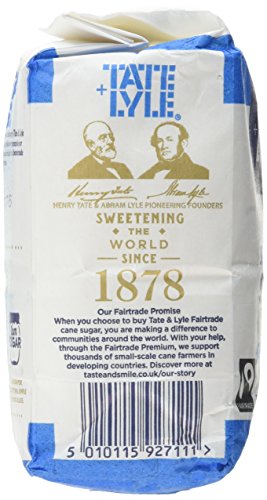 TATE
+
LYLE®
Henry Tate Abram Lyle
HENRY TATE & ABRAM LYLE PIONEERING FOUNDERS
SWEETENING
THE
WORLD
SINCE
1878
Our Fairtrade Promise
When you choose to buy Tate & Lyle Fairtrade
cane sugar, you are making a difference to
communities around the world. With your help,
through the Fairtrade Premium, we support
thousands of small-scale cane farmers in
developing countries. Discover more at
tasteandsmile.co.uk/our-story
5 010115 927111 >